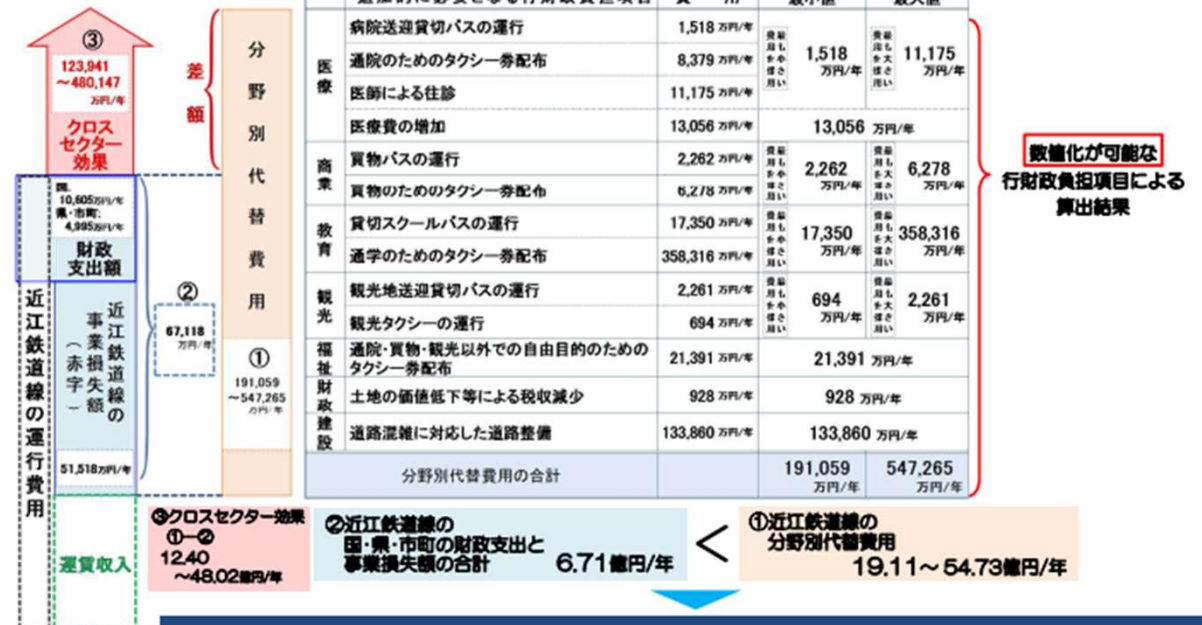 ③
123,941
～480,147
万円/年
クロス
セクター
効果
差
額
国:
10,605万円/年
県・市町:
4,995万円/年
財政
支出額
近江鉄道線の
事業損失額
（赤字）
51,518万円/年
近江鉄道線の運行費用
運賃収入
②
67,118
万円/年
分野別代替費用
①
191,059
～547,265
万円/年
医療
病院送迎貸切バスの運行 1,518 万円/年
通院のためのタクシー券配布 8,379 万円/年
医師による往診 11,175 万円/年
最も費用が小さい
1,518
万円/年
11,175
万円/年
医療費の増加 13,056 万円/年 13,056 万円/年
商業
買物バスの運行 2,262 万円/年
買物のためのタクシー券配布 6,278 万円/年
2,262
万円/年
6,278
万円/年
教育
貸切スクールバスの運行 17,350 万円/年
通学のためのタクシー券配布 358,316 万円/年
17,350
万円/年
358,316
万円/年
観光
観光地送迎貸切バスの運行 2,261 万円/年
観光タクシーの運行 694 万円/年
694
万円/年
2,261
万円/年
福祉
通院・買物・観光以外での自由目的のための
タクシー券配布 21,391 万円/年 21,391 万円/年
財政
土地の価値低下等による税収減少 928 万円/年 928 万円/年
建設
道路混雑に対応した道路整備 133,860 万円/年 133,860 万円/年
分野別代替費用の合計
191,059
万円/年
547,265
万円/年
数値化が可能な
行財政負担項目による
算出結果
③クロスセクター効果
①－②
12.40
～48.02億円/年
②近江鉄道線の
国・県・市町の財政支出と
事業損失額の合計 6.71億円/年
<
①近江鉄道線の
分野別代替費用
19.11～54.73億円/年